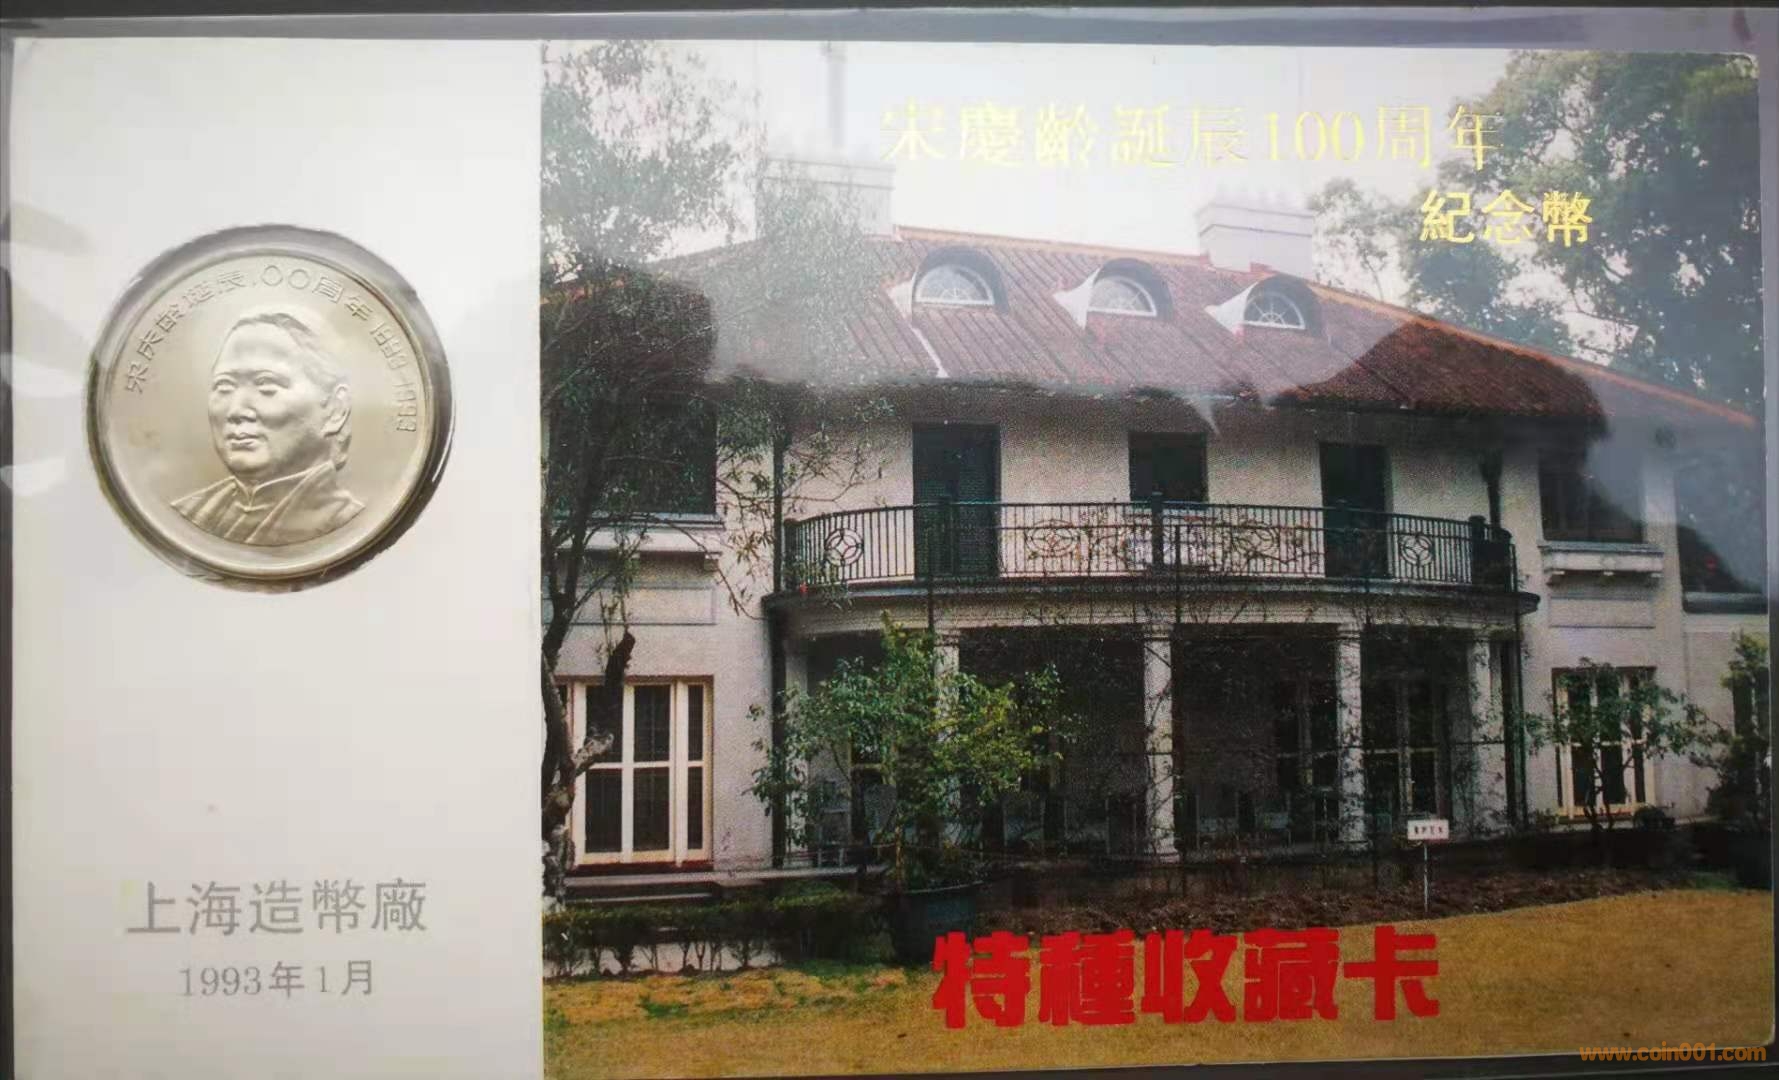 宋慶齡誕辰100周年
紀念幣
宋庆龄诞辰100周年 1893-1993
上海造幣廠
1993年1月
特種收藏卡
www.coin001.com